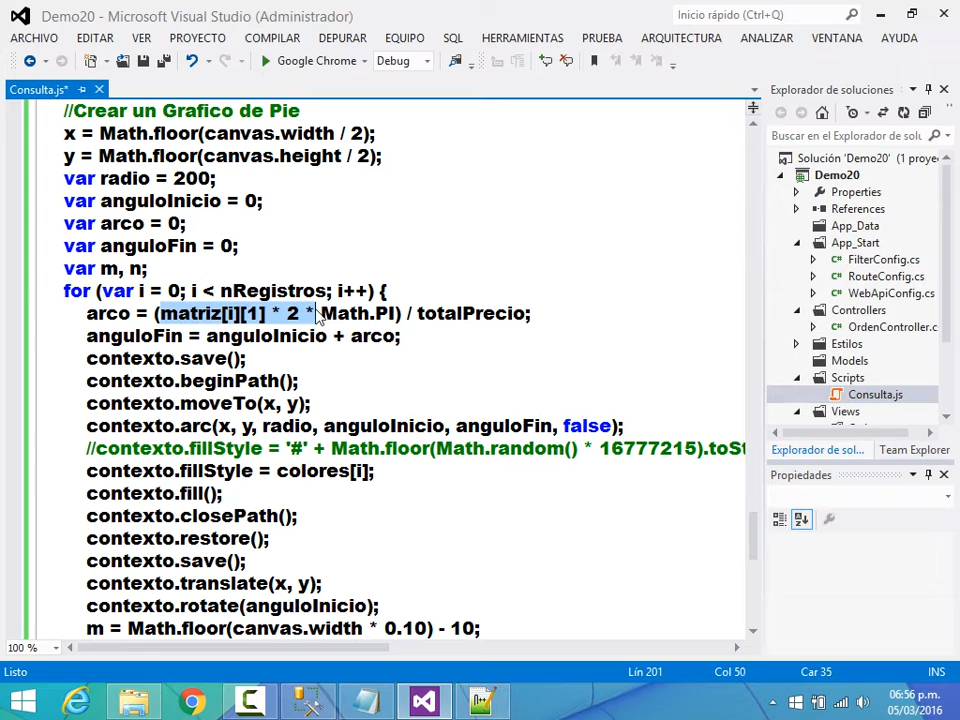 Demo20 - Microsoft Visual Studio (Administrador)
Inicio rápido (Ctrl+Q)
ARCHIVO EDITAR VER PROYECTO COMPILAR DEPURAR EQUIPO SQL HERRAMIENTAS PRUEBA ARQUITECTURA ANALIZAR VENTANA AYUDA
Google Chrome Debug
Consulta.js*
//Crear un Grafico de Pie
x = Math.floor(canvas.width / 2);
y = Math.floor(canvas.height / 2);
var radio = 200;
var anguloInicio = 0;
var arco = 0;
var anguloFin = 0;
var m, n;
for (var i = 0; i < nRegistros; i++) {
arco = (matriz[i][1] * 2 * Math.PI) / totalPrecio;
anguloFin = anguloInicio + arco;
contexto.save();
contexto.beginPath();
contexto.moveTo(x, y);
contexto.arc(x, y, radio, anguloInicio, anguloFin, false);
//contexto.fillStyle = '#' + Math.floor(Math.random() * 16777215).toSt
contexto.fillStyle = colores[i];
contexto.fill();
contexto.closePath();
contexto.restore();
contexto.save();
contexto.translate(x, y);
contexto.rotate(anguloInicio);
m = Math.floor(canvas.width * 0.10) - 10;
100 %
Explorador de soluciones
Buscar en el Explorador de solu
Solución 'Demo20' (1 proye
Demo20
Properties
References
App_Data
App_Start
C# FilterConfig.cs
C# RouteConfig.cs
C# WebApiConfig.cs
Controllers
C# OrdenController.cs
Estilos
Models
Scripts
Consulta.js
Views
Explorador de sol... Team Explorer
Propiedades
Listo Lín 201 Col 50 Car 35 INS
06:56 p.m.
05/03/2016